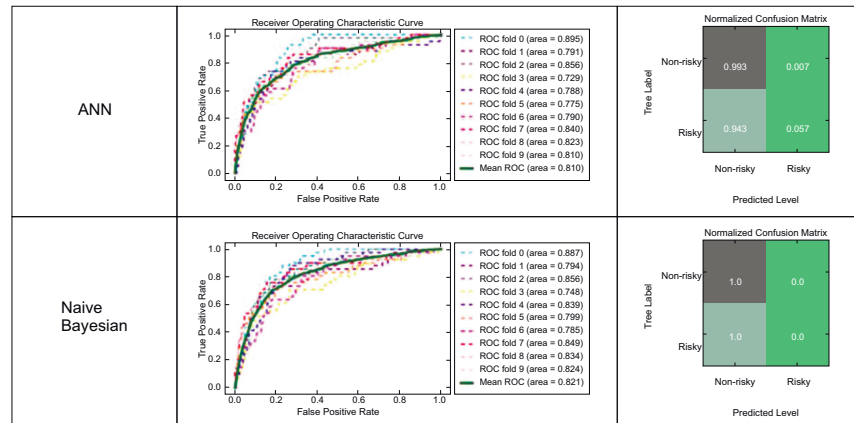 ANN
Receiver Operating Characteristic Curve
True Positive Rate
1.0
0.8
0.6
0.4
0.2
0.0
0.0 0.2 0.4 0.6 0.8 1.0
False Positive Rate
ROC fold 0 (area = 0.895)
ROC fold 1 (area = 0.791)
ROC fold 2 (area = 0.856)
ROC fold 3 (area = 0.729)
ROC fold 4 (area = 0.788)
ROC fold 5 (area = 0.775)
ROC fold 6 (area = 0.790)
ROC fold 7 (area = 0.840)
ROC fold 8 (area = 0.823)
ROC fold 9 (area = 0.810)
Mean ROC (area = 0.810)
Normalized Confusion Matrix
Tree Label
Non-risky
Risky
0.993 0.007
0.943 0.057
Non-risky Risky
Predicted Level
Naive
Bayesian
Receiver Operating Characteristic Curve
True Positive Rate
1.0
0.8
0.6
0.4
0.2
0.0
0.0 0.2 0.4 0.6 0.8 1.0
False Positive Rate
ROC fold 0 (area = 0.887)
ROC fold 1 (area = 0.794)
ROC fold 2 (area = 0.856)
ROC fold 3 (area = 0.748)
ROC fold 4 (area = 0.839)
ROC fold 5 (area = 0.799)
ROC fold 6 (area = 0.785)
ROC fold 7 (area = 0.849)
ROC fold 8 (area = 0.834)
ROC fold 9 (area = 0.824)
Mean ROC (area = 0.821)
Normalized Confusion Matrix
Tree Label
Non-risky
Risky
1.0 0.0
1.0 0.0
Non-risky Risky
Predicted Level